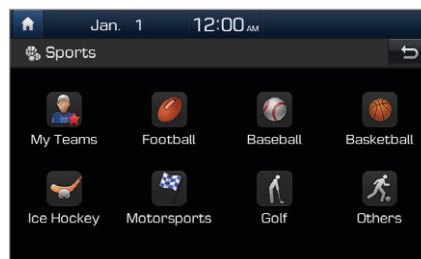 Jan. 1 12:00 AM
Sports
My Teams Football Baseball Basketball
Ice Hockey Motorsports Golf Others